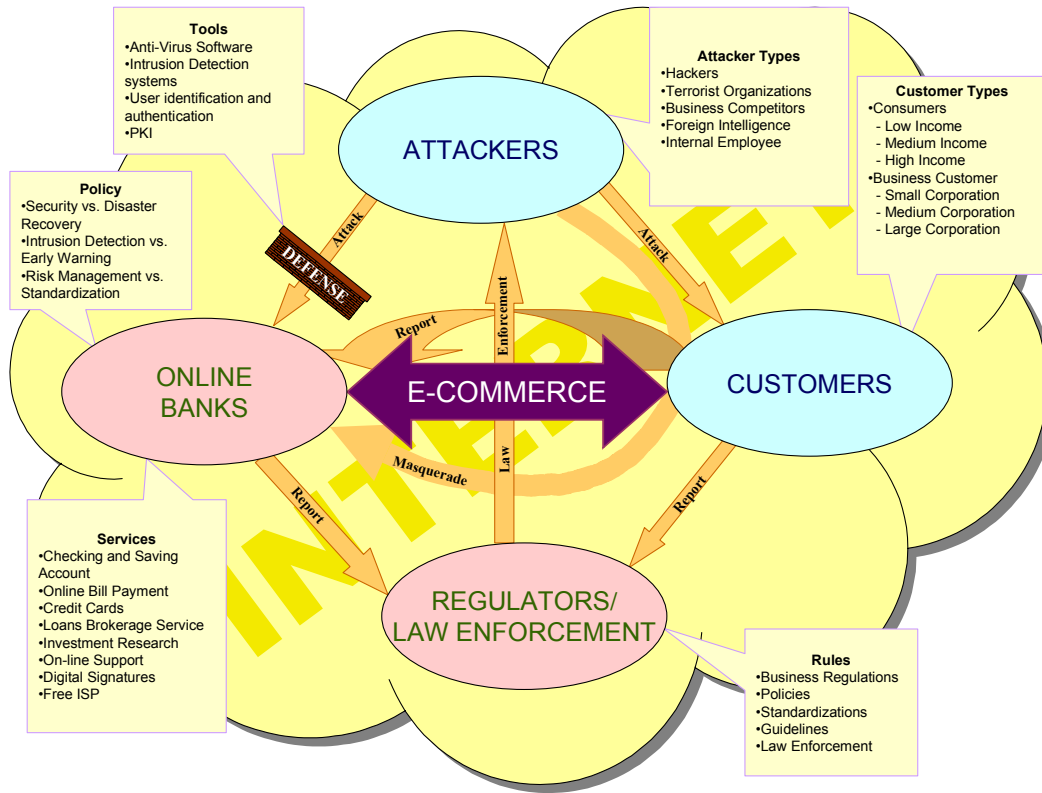 Tools
•Anti-Virus Software
•Intrusion Detection
systems
•User identification and
authentication
•PKI
Attacker Types
•Hackers
•Terrorist Organizations
•Business Competitors
•Foreign Intelligence
•Internal Employee
Customer Types
•Consumers
- Low Income
- Medium Income
- High Income
•Business Customer
- Small Corporation
- Medium Corporation
- Large Corporation
Policy
•Security vs. Disaster
Recovery
•Intrusion Detection vs.
Early Warning
•Risk Management vs.
Standardization
ATTACKERS
Attack
Attack
DEFENSE
Report
Law Enforcement
ONLINE
BANKS
E-COMMERCE
CUSTOMERS
Masquerade
Report
Report
INTERNET
REGULATORS/
LAW ENFORCEMENT
Services
•Checking and Saving
Account
•Online Bill Payment
•Credit Cards
•Loans Brokerage Service
•Investment Research
•On-line Support
•Digital Signatures
•Free ISP
Rules
•Business Regulations
•Policies
•Standardizations
•Guidelines
•Law Enforcement